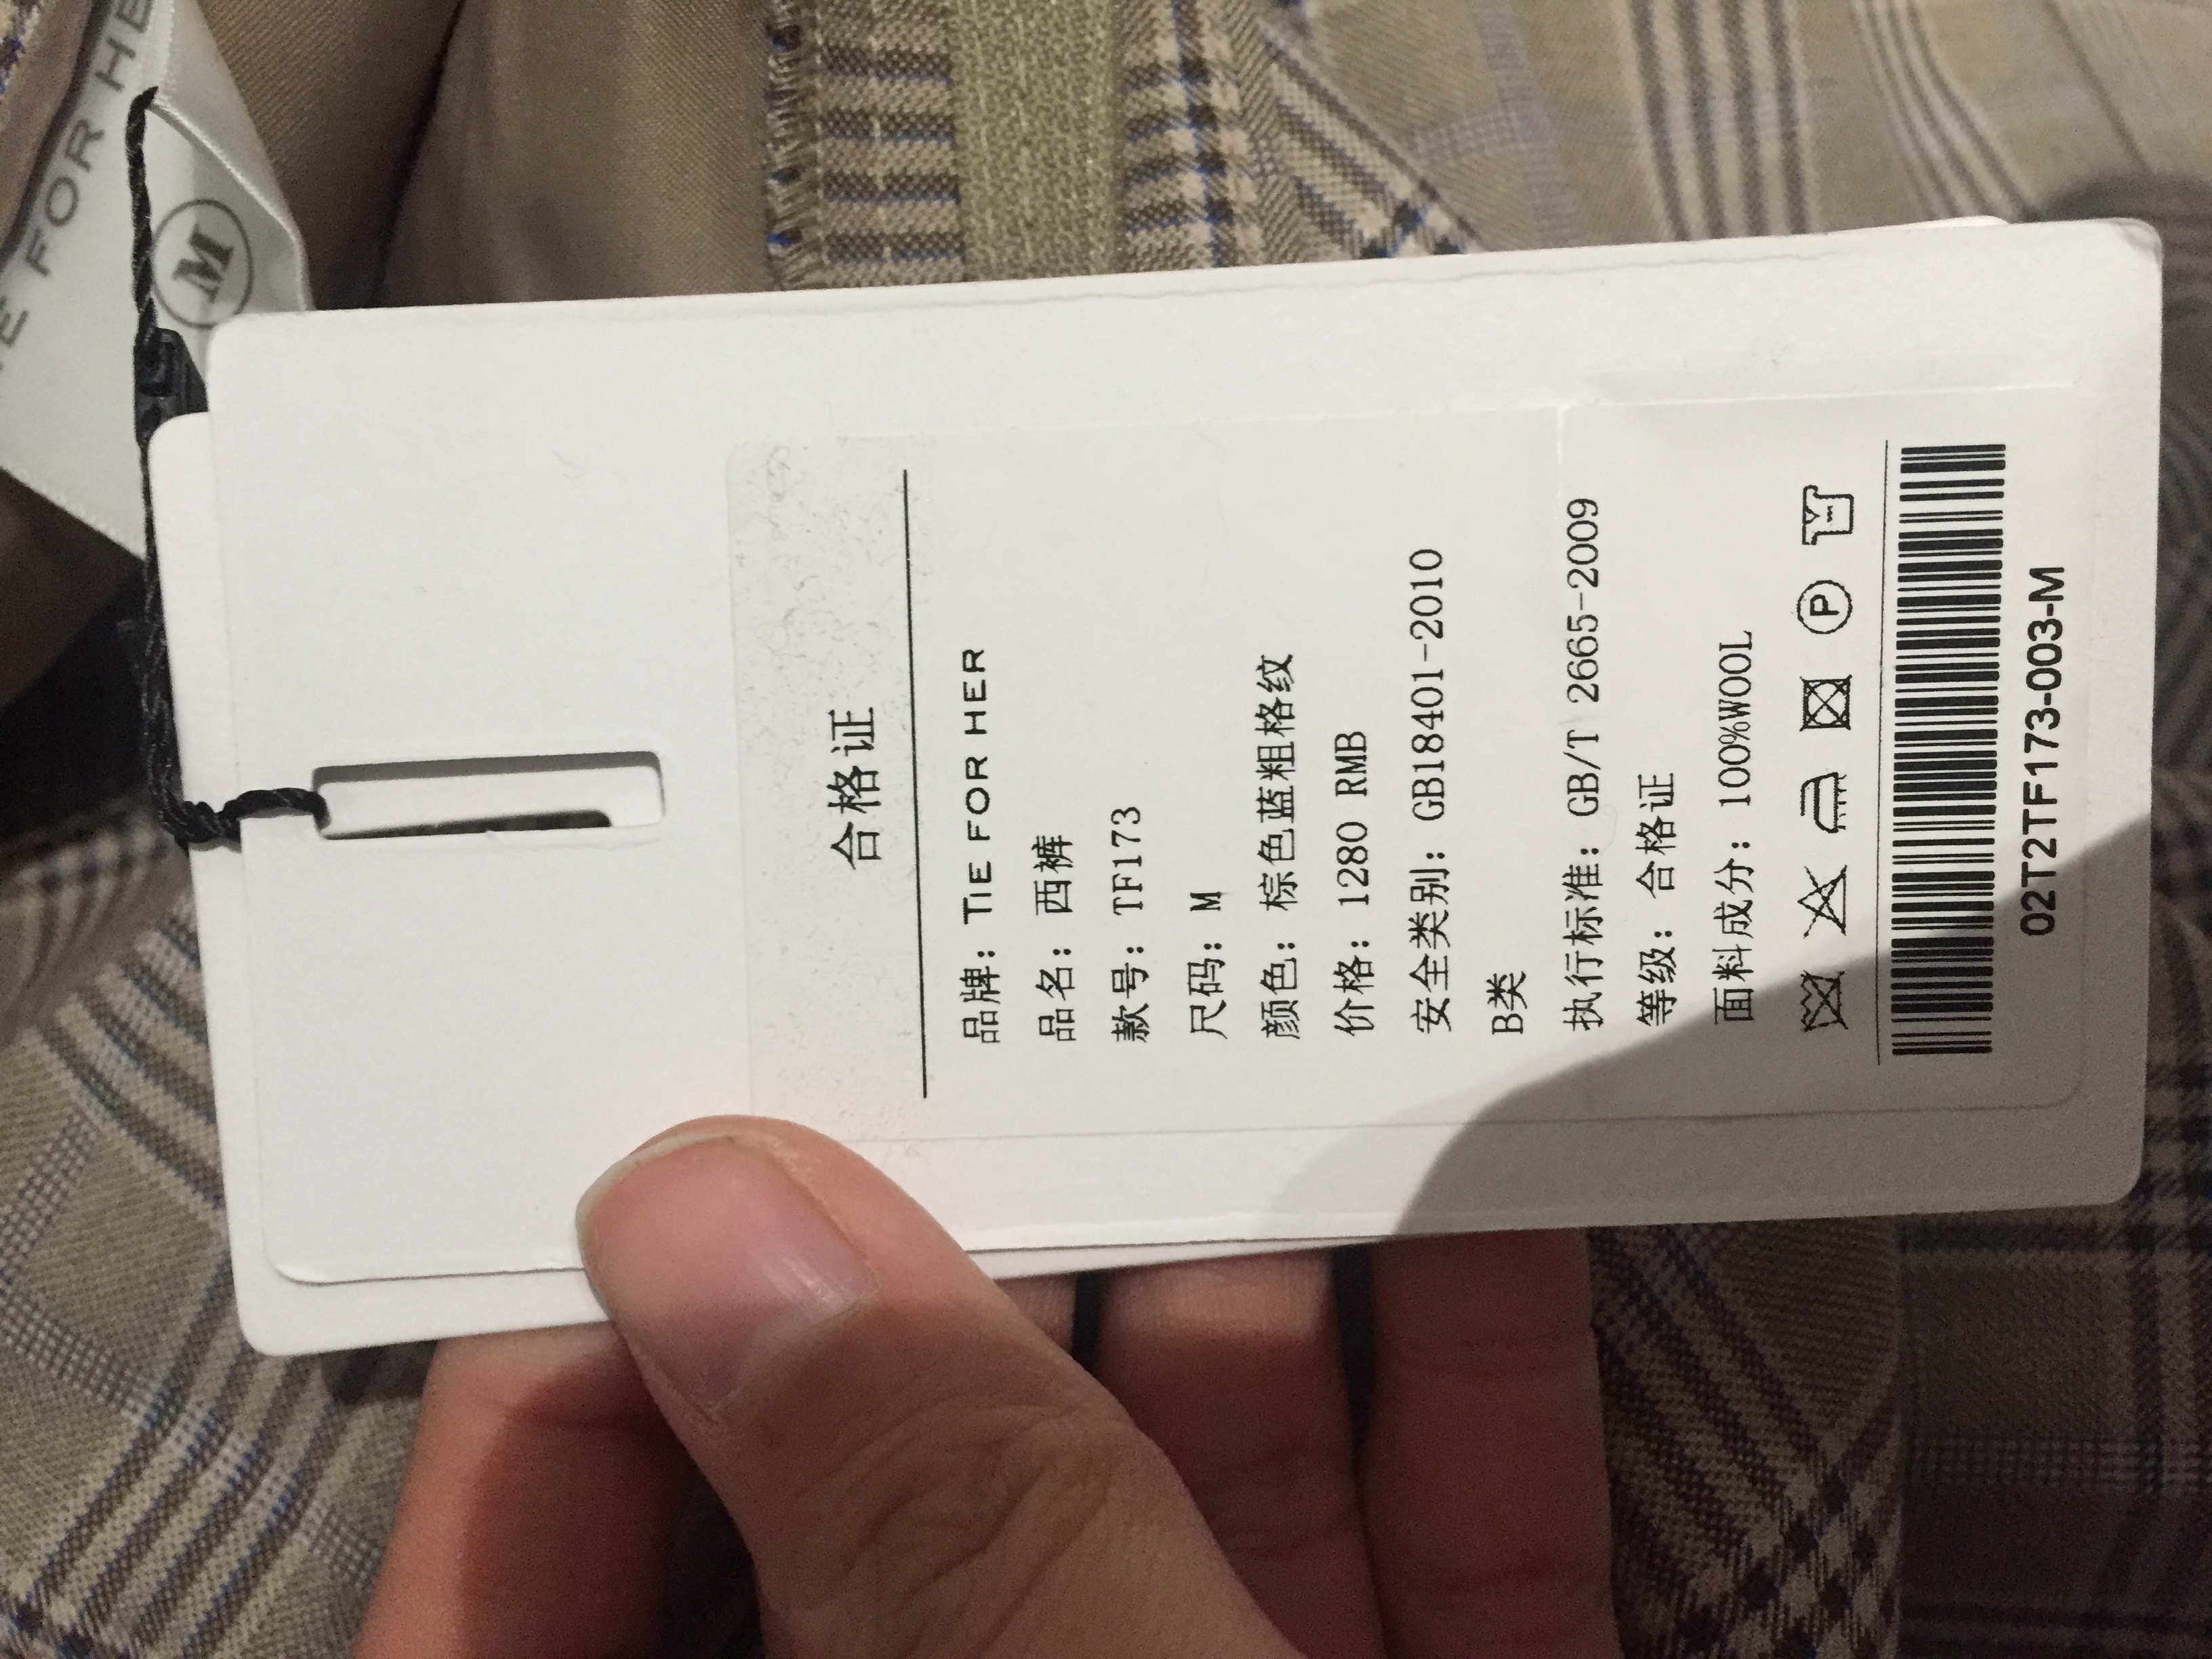 TIE FOR HE
M
合格证
品牌: TIE FOR HER
品名: 西裤
款号: TF173
尺码: M
颜色: 棕色蓝粗格纹
价格: 1280 RMB
安全类别: GB18401-2010
B类
执行标准: GB/T 2665-2009
等级: 合格证
面料成分: 100%WOOL
P
02T2TF173-003-M